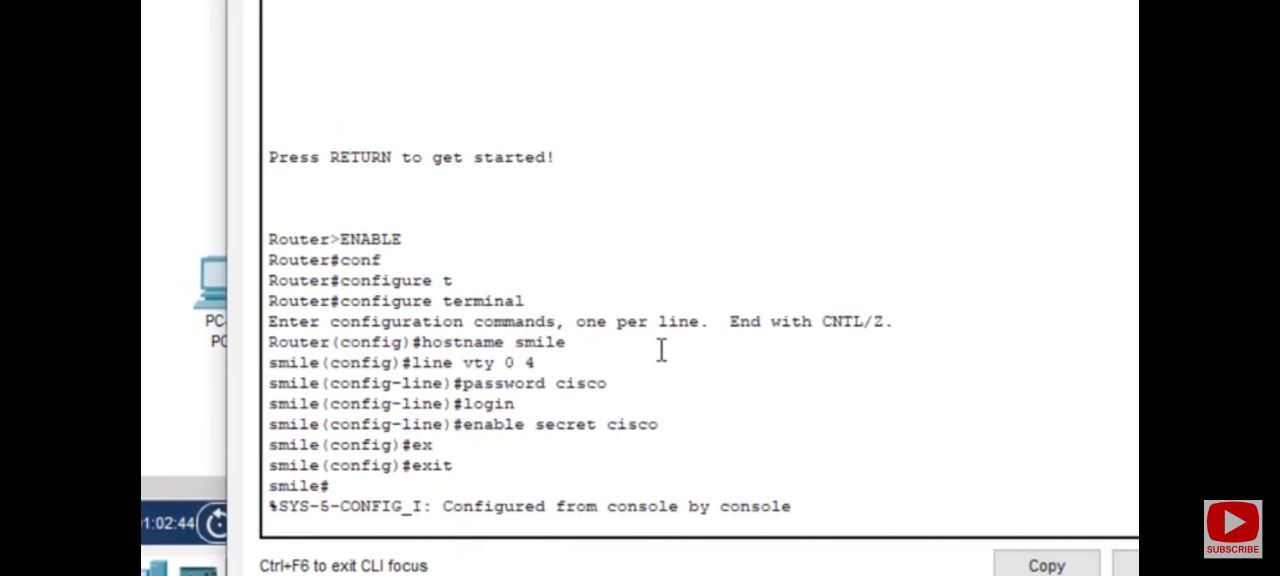 Press RETURN to get started!
Router>ENABLE
Router#conf
Router#configure t
Router#configure terminal
Enter configuration commands, one per line.  End with CNTL/Z.
Router(config)#hostname smile
smile(config)#line vty 0 4
smile(config-line)#password cisco
smile(config-line)#login
smile(config-line)#enable secret cisco
smile(config)#ex
smile(config)#exit
smile#
%SYS-5-CONFIG_I: Configured from console by console
PC
PC
1:02:44
Ctrl+F6 to exit CLI focus
Copy
SUBSCRIBE